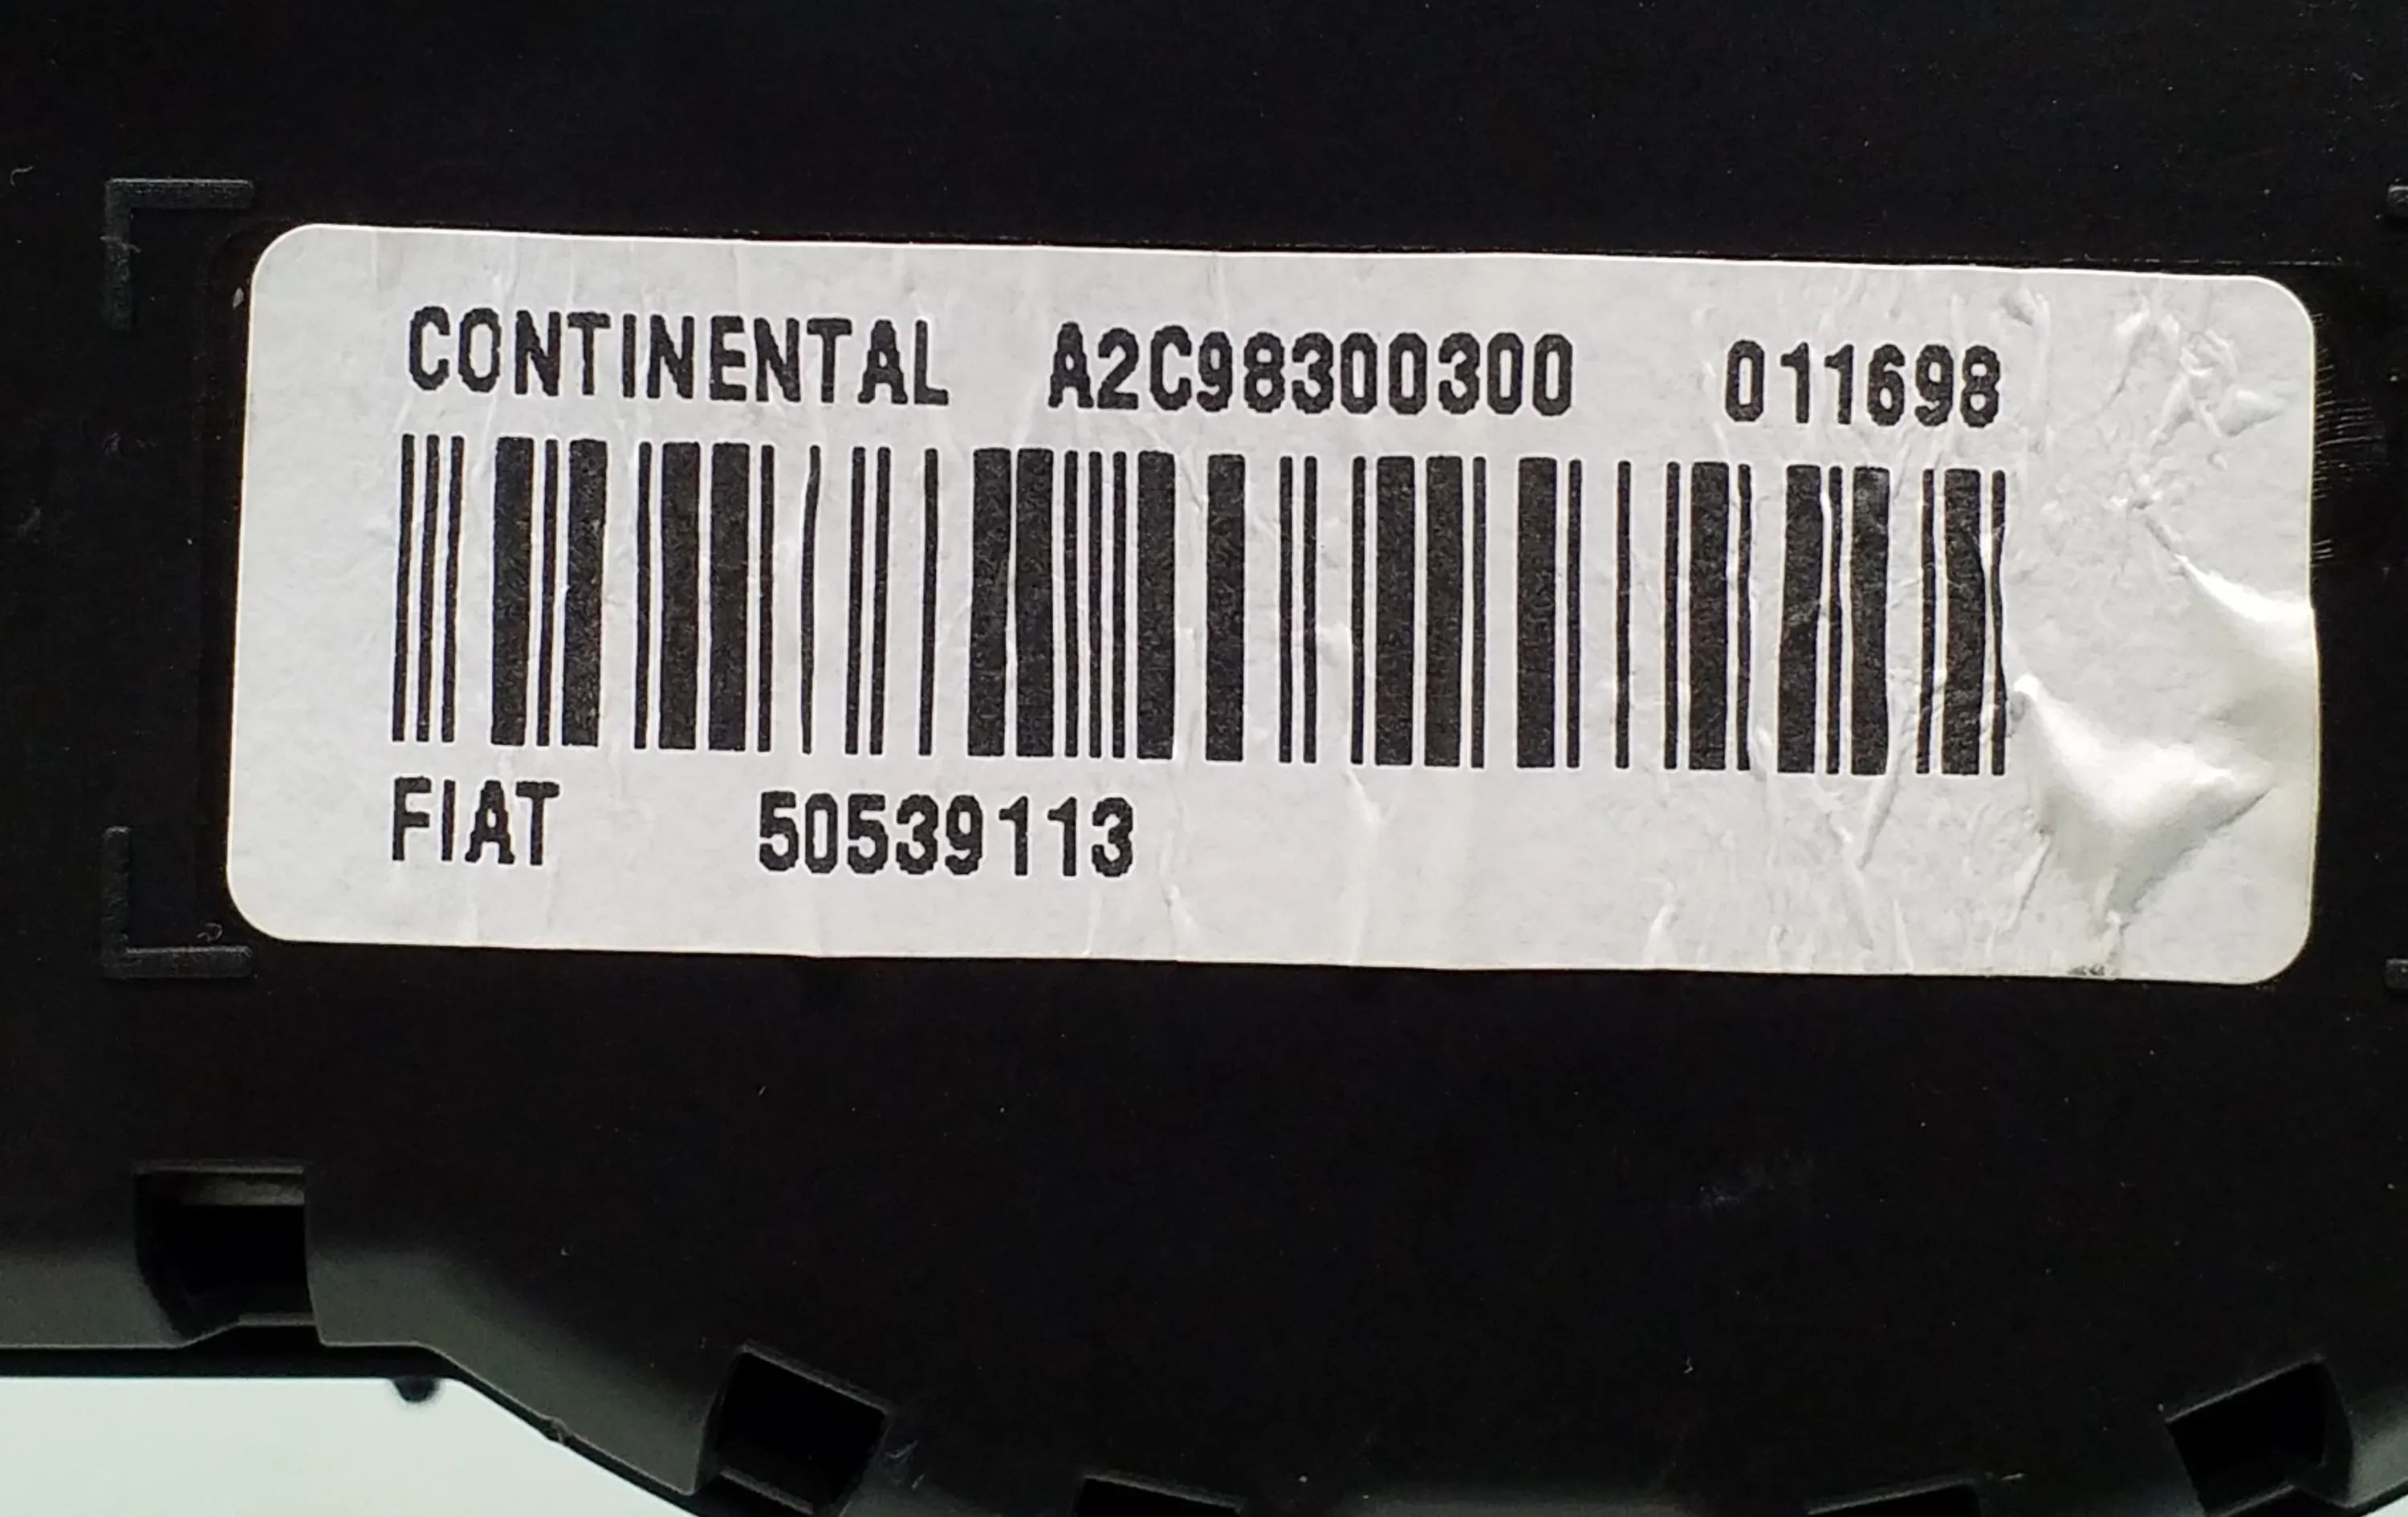 CONTINENTAL A2C98300300 011698
FIAT 50539113